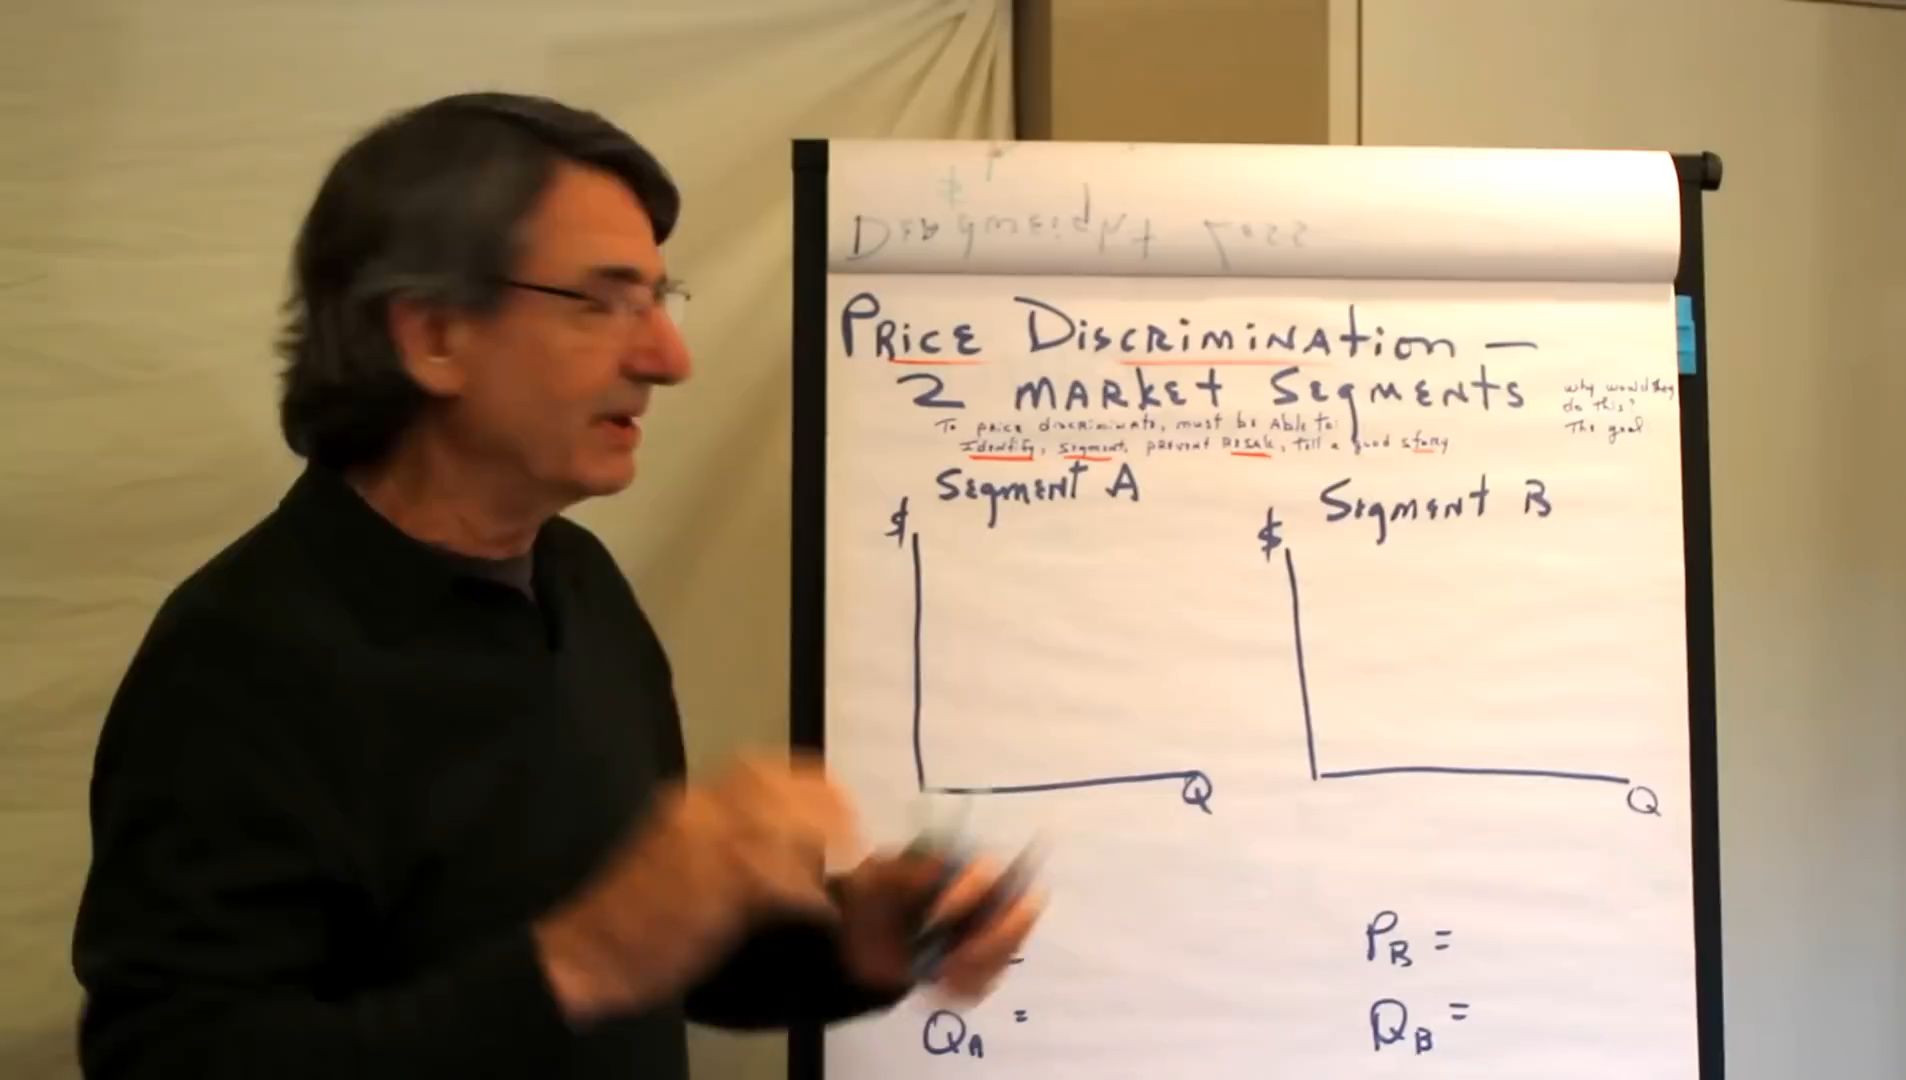 PRICE DISCRIMINATION –
2 MARKET SEGMENTS
why would they
do this?
The goal
To price discriminate, must be able to:
Identify, segment, prevent resale, tell a good story
Segment A
Segment B
$
$
Q
Q
PB =
QA =
QB =